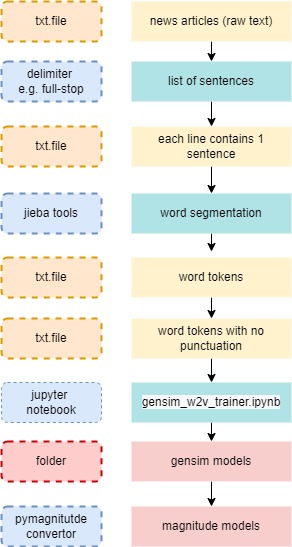 txt.file
news articles (raw text)
delimiter
e.g. full-stop
list of sentences
txt.file
each line contains 1
sentence
jieba tools
word segmentation
txt.file
word tokens
txt.file
word tokens with no
punctuation
jupyter
notebook
gensim_w2v_trainer.ipynb
folder
gensim models
pymagnitutde
convertor
magnitude models